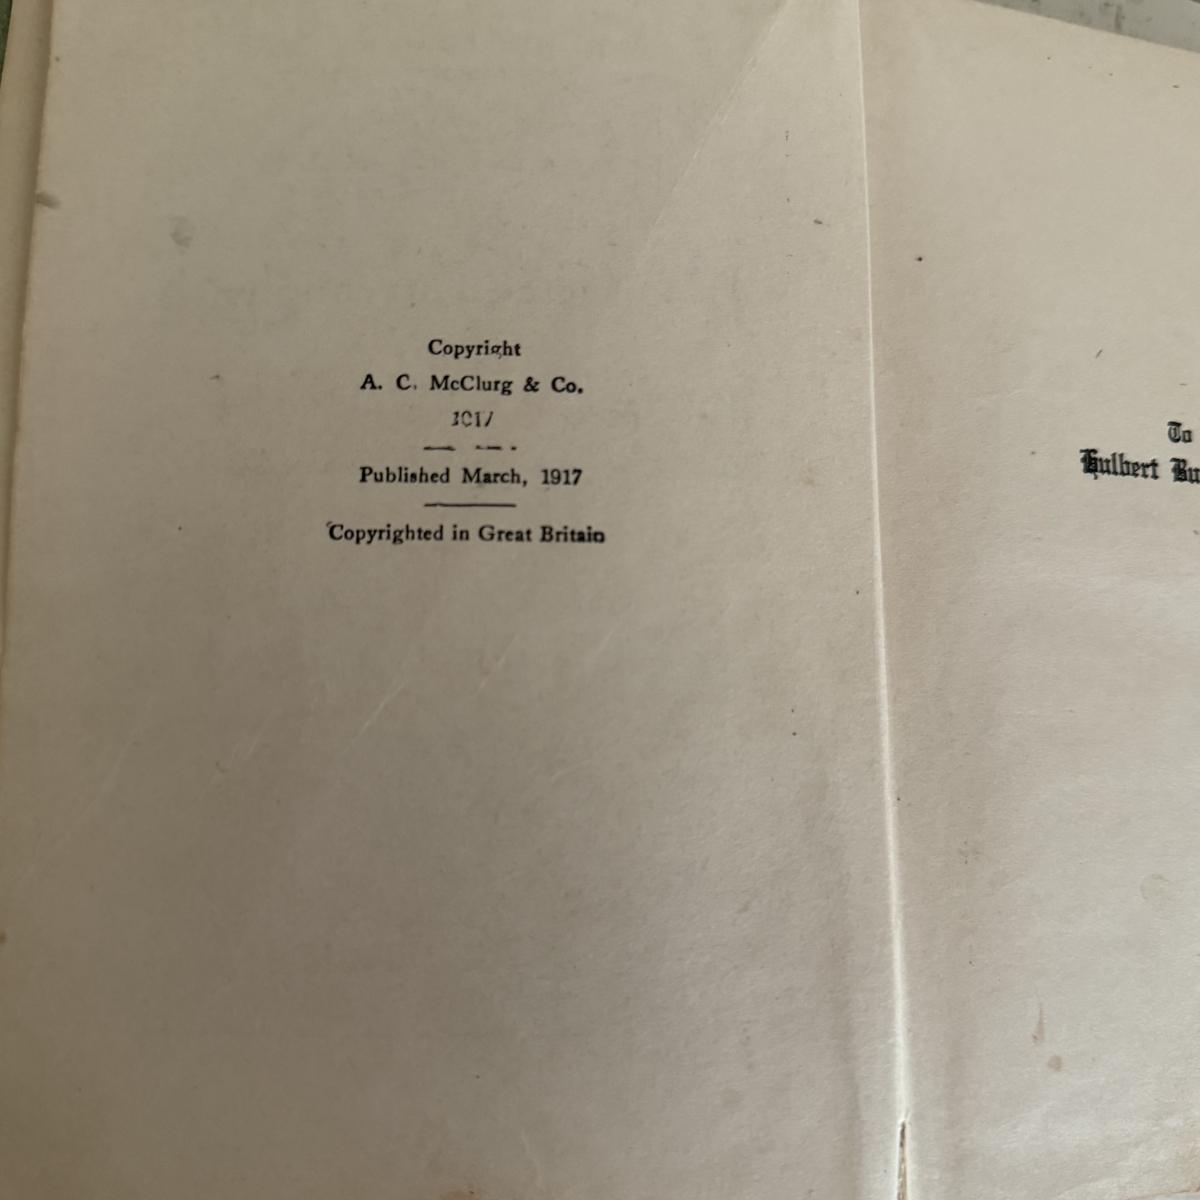 Copyright
A. C. McClurg & Co.
1917
Published March, 1917
Copyrighted in Great Britain
To
Hulbert